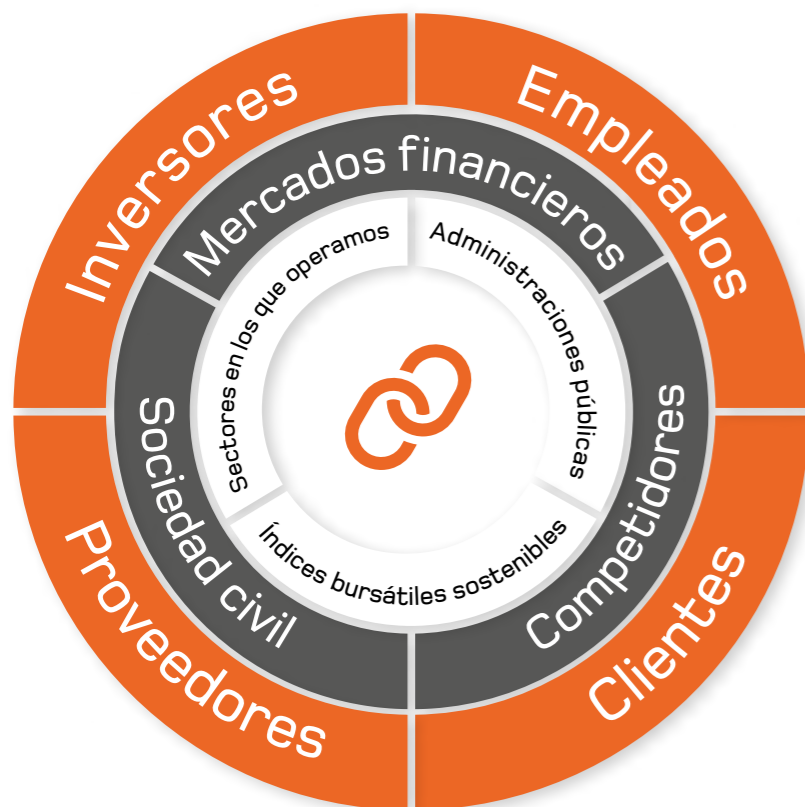 Inversores
Empleados
Mercados financieros
Sectores en los que operamos
Administraciones públicas
Sociedad civil
Competidores
Índices bursátiles sostenibles
Proveedores
Clientes